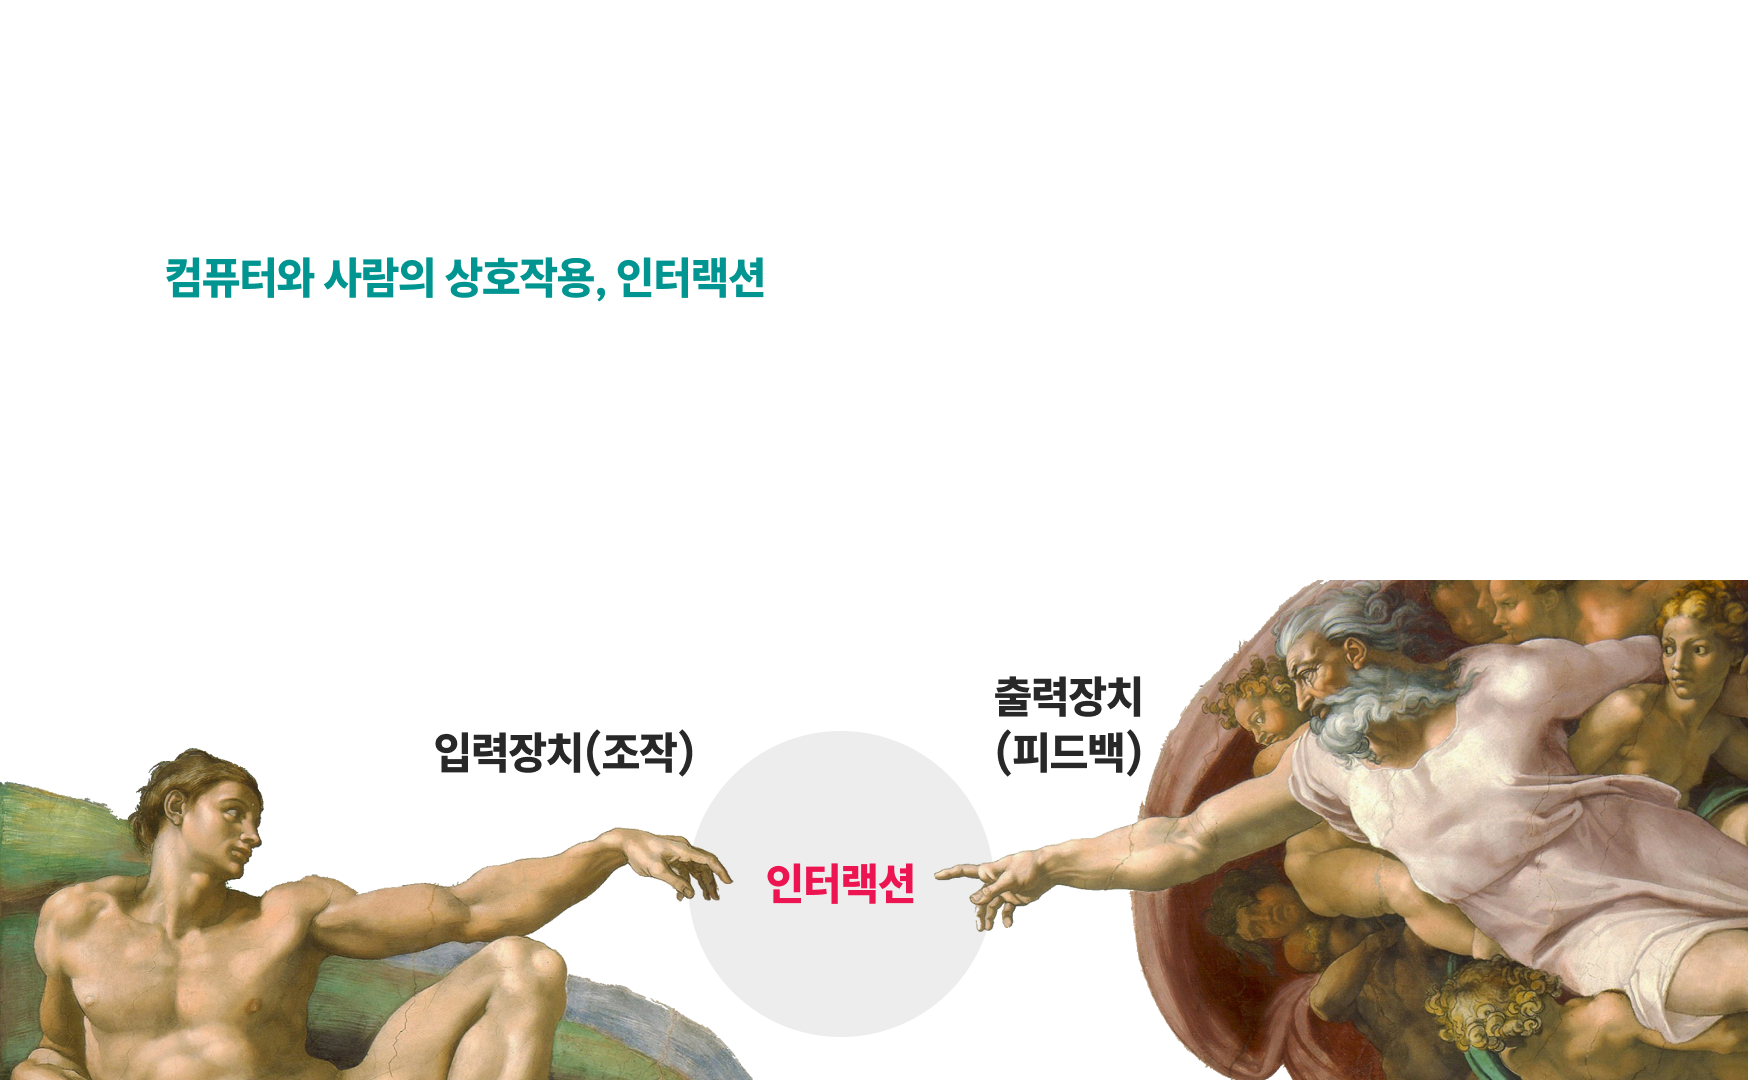 컴퓨터와 사람의 상호작용, 인터랙션
출력장치
(피드백)
입력장치(조작)
인터랙션